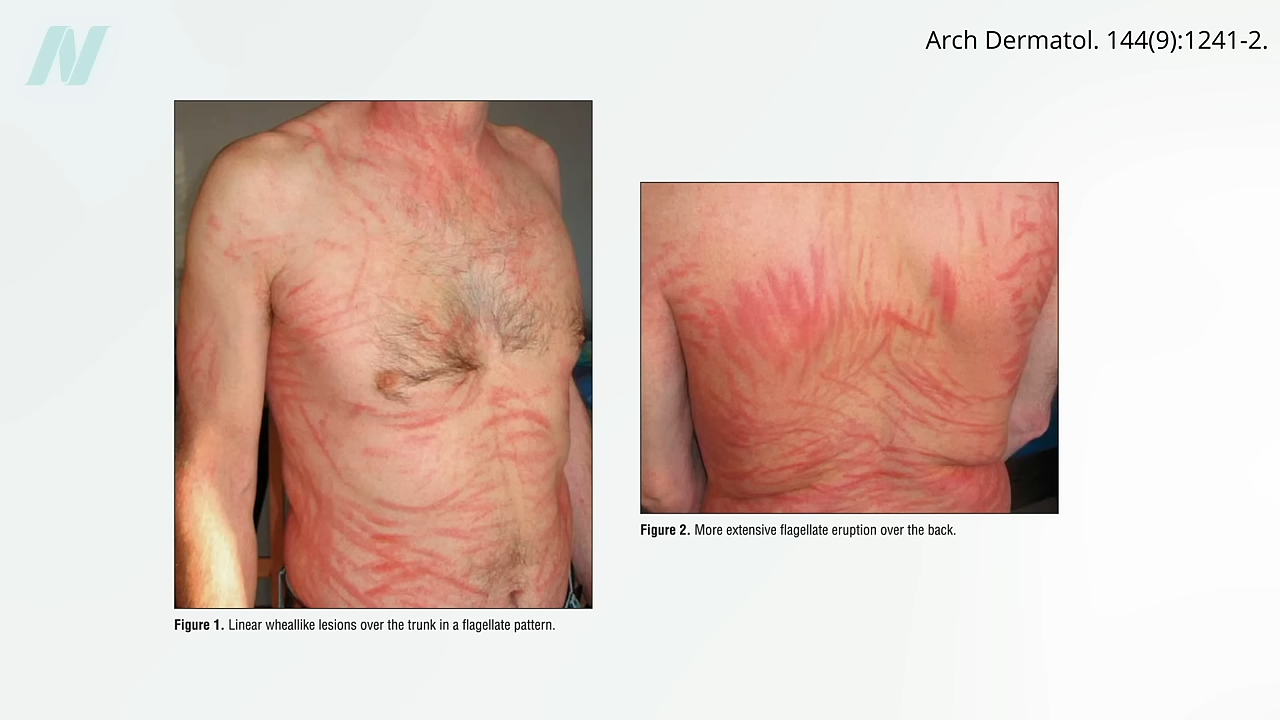 Arch Dermatol. 144(9):1241-2.
Figure 1. Linear wheallike lesions over the trunk in a flagellate pattern.
Figure 2. More extensive flagellate eruption over the back.